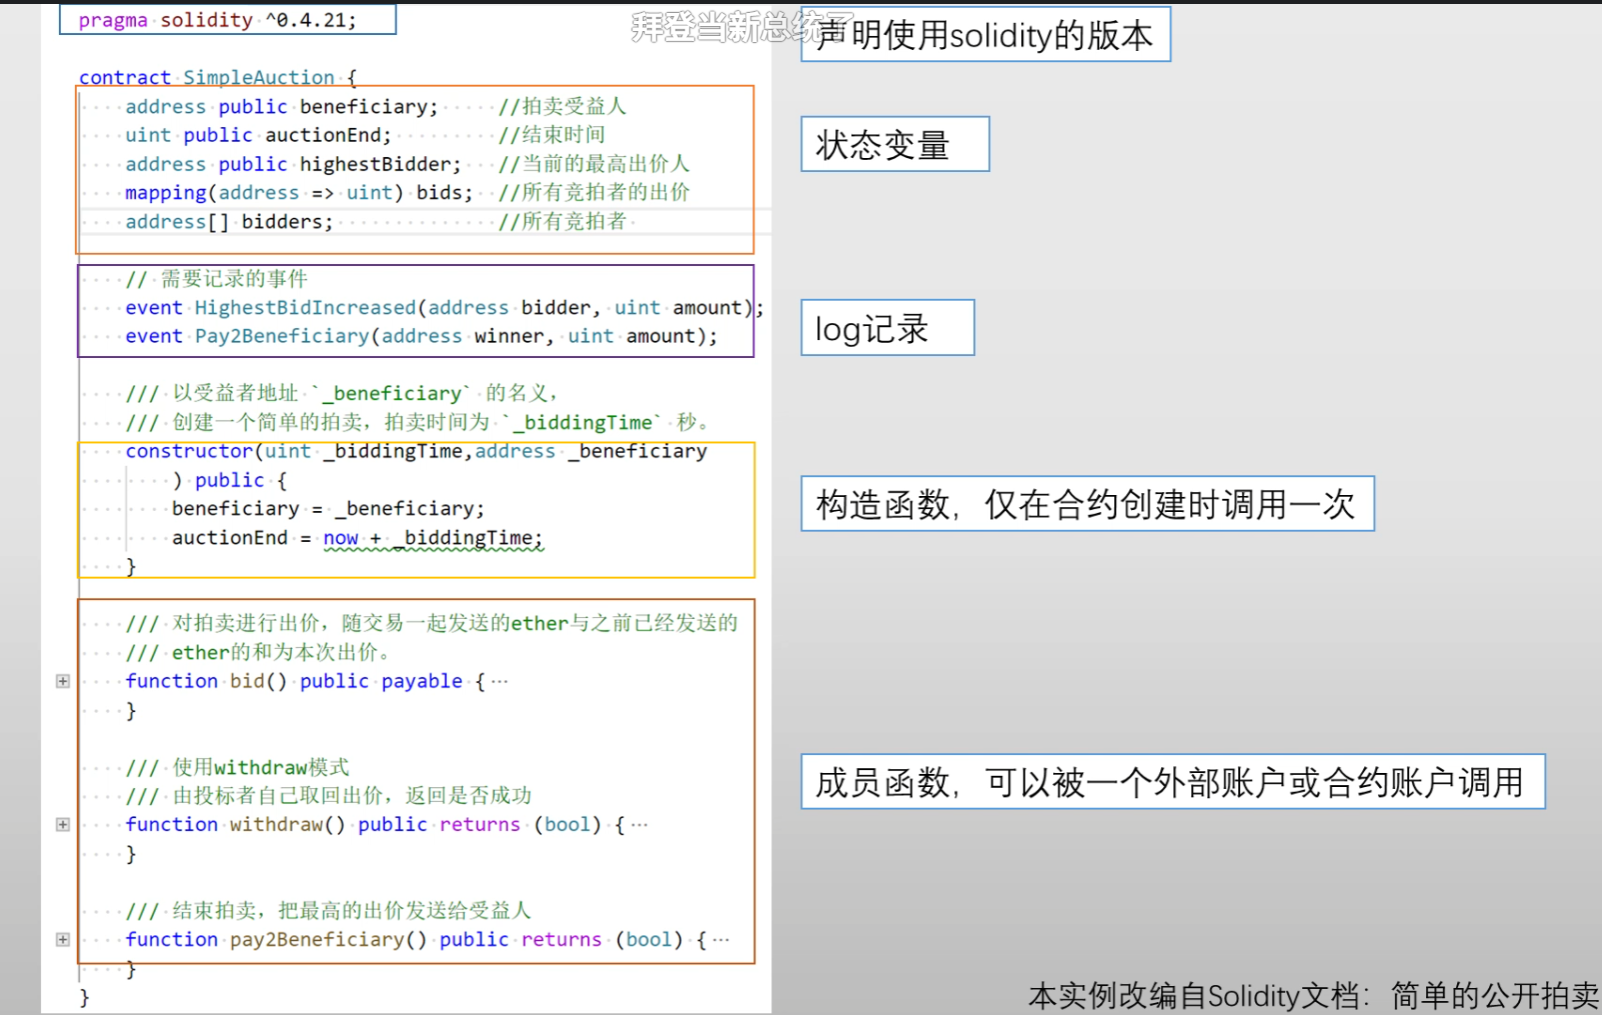 pragma solidity ^0.4.21;
拜登当新总统了
声明使用solidity的版本
contract SimpleAuction {
address public beneficiary; //拍卖受益人
uint public auctionEnd; //结束时间
address public highestBidder; //当前的最高出价人
mapping(address => uint) bids; //所有竞拍者的出价
address[] bidders; //所有竞拍者
状态变量
// 需要记录的事件
event HighestBidIncreased(address bidder, uint amount);
event Pay2Beneficiary(address winner, uint amount);
log记录
/// 以受益者地址 `_beneficiary` 的名义，
/// 创建一个简单的拍卖，拍卖时间为 `_biddingTime` 秒。
constructor(uint _biddingTime,address _beneficiary
) public {
beneficiary = _beneficiary;
auctionEnd = now + _biddingTime;
}
构造函数，仅在合约创建时调用一次
/// 对拍卖进行出价，随交易一起发送的ether与之前已经发送的
/// ether的和为本次出价。
function bid() public payable {···
}
/// 使用withdraw模式
/// 由投标者自己取回出价，返回是否成功
function withdraw() public returns (bool) {···
}
/// 结束拍卖，把最高的出价发送给受益人
function pay2Beneficiary() public returns (bool) {···
}
}
成员函数，可以被一个外部账户或合约账户调用
本实例改编自Solidity文档：简单的公开拍卖